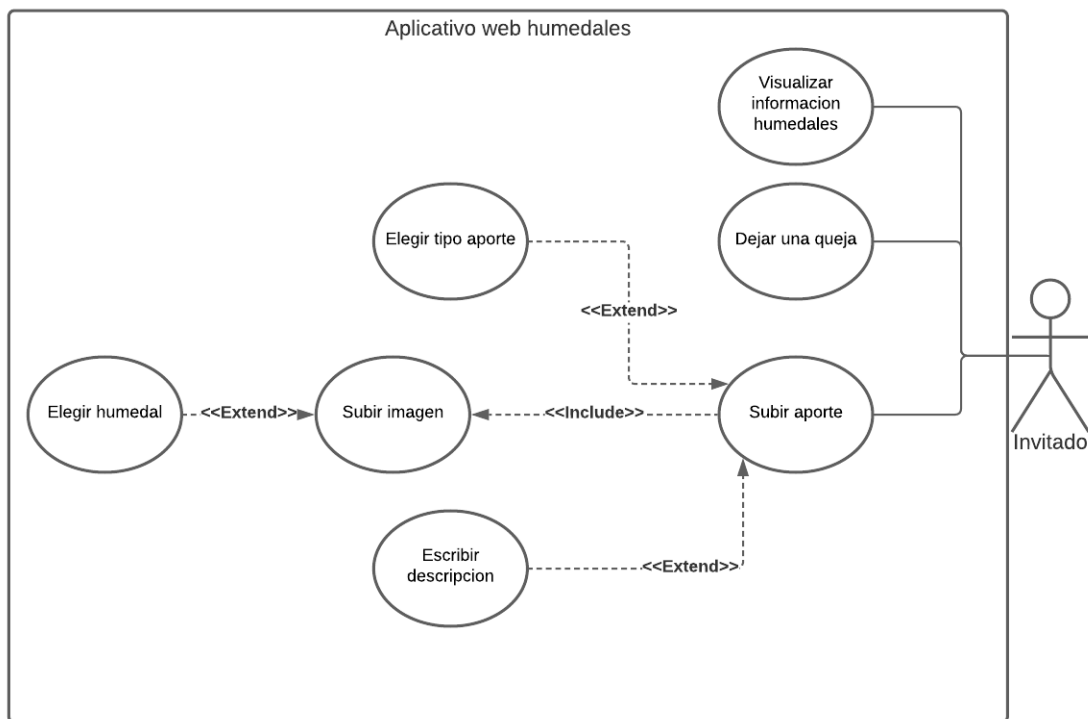 Aplicativo web humedales
Visualizar
informacion
humedales
Elegir tipo aporte
Dejar una queja
<<Extend>>
Elegir humedal
<<Extend>>
Subir imagen
<<Include>>
Subir aporte
Invitado
Escribir
descripcion
<<Extend>>